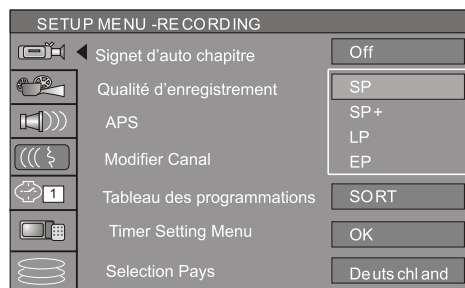 SETUP MENU -RECORDING
Signet d'auto chapitre Off
Qualité d'enregistrement SP
SP+
APS
LP
Modifier Canal EP
1
Tableau des programmations SORT
Timer Setting Menu OK
Selection Pays Deutschland